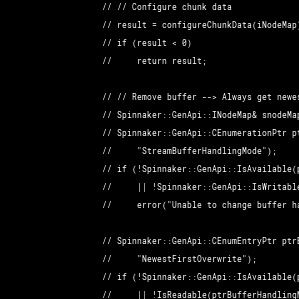 // // Configure chunk data
// result = configureChunkData(iNodeMap)
// if (result < 0)
//     return result;
// // Remove buffer --> Always get newes
// Spinnaker::GenApi::INodeMap& snodeMap
// Spinnaker::GenApi::CEnumerationPtr pt
//     "StreamBufferHandlingMode");
// if (!Spinnaker::GenApi::IsAvailable(p
//     || !Spinnaker::GenApi::IsWritable
//     error("Unable to change buffer ha
// Spinnaker::GenApi::CEnumEntryPtr ptrB
//     "NewestFirstOverwrite");
// if (!Spinnaker::GenApi::IsAvailable(p
//     || !IsReadable(ptrBufferHandlingM